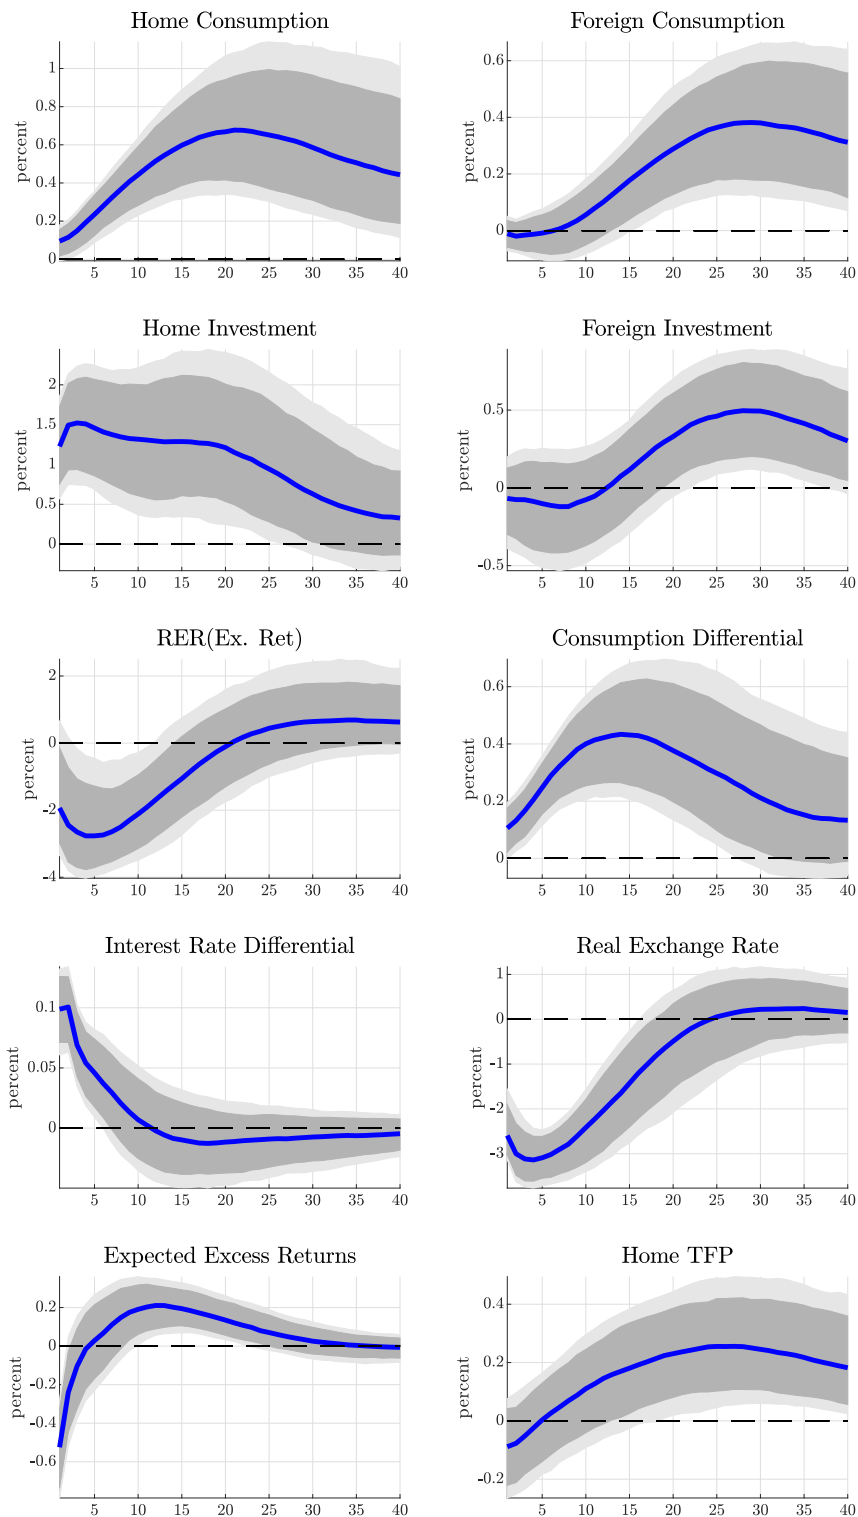 Home Consumption
percent
1
0.8
0.6
0.4
0.2
0
5 10 15 20 25 30 35 40
Foreign Consumption
percent
0.6
0.4
0.2
0
5 10 15 20 25 30 35 40
Home Investment
percent
2
1.5
1
0.5
0
5 10 15 20 25 30 35 40
Foreign Investment
percent
0.5
0
-0.5
5 10 15 20 25 30 35 40
RER(Ex. Ret)
percent
2
0
-2
-4
5 10 15 20 25 30 35 40
Consumption Differential
percent
0.6
0.4
0.2
0
5 10 15 20 25 30 35 40
Interest Rate Differential
percent
0.1
0.05
0
5 10 15 20 25 30 35 40
Real Exchange Rate
percent
1
0
-1
-2
-3
5 10 15 20 25 30 35 40
Expected Excess Returns
percent
0.2
0
-0.2
-0.4
-0.6
5 10 15 20 25 30 35 40
Home TFP
percent
0.4
0.2
0
-0.2
5 10 15 20 25 30 35 40